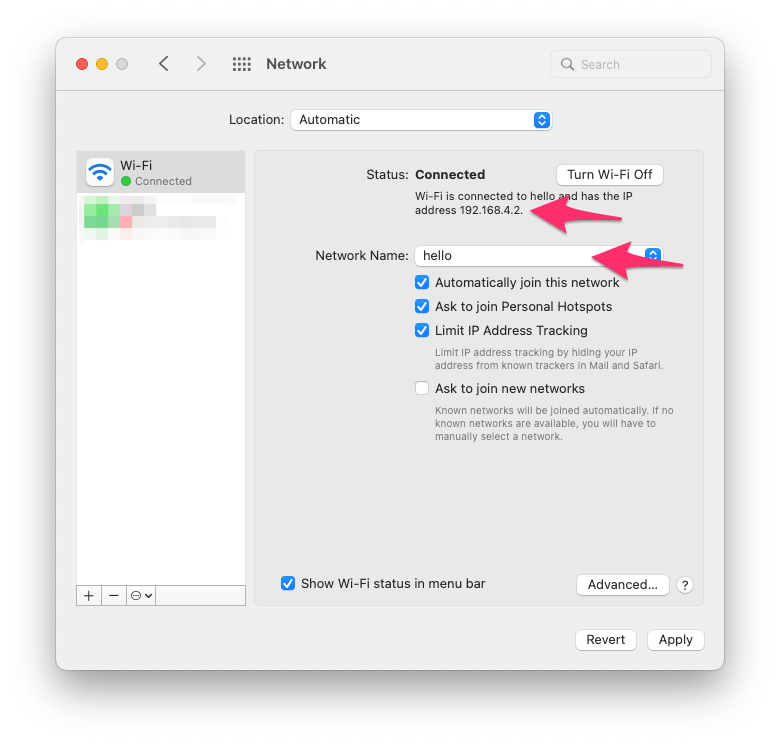 Network
Search
Location: Automatic
Wi-Fi
Connected
Status: Connected
Turn Wi-Fi Off
Wi-Fi is connected to hello and has the IP
address 192.168.4.2.
Network Name: hello
Automatically join this network
Ask to join Personal Hotspots
Limit IP Address Tracking
Limit IP address tracking by hiding your IP
address from known trackers in Mail and Safari.
Ask to join new networks
Known networks will be joined automatically. If no
known networks are available, you will have to
manually select a network.
Show Wi-Fi status in menu bar
Advanced...
?
Revert
Apply